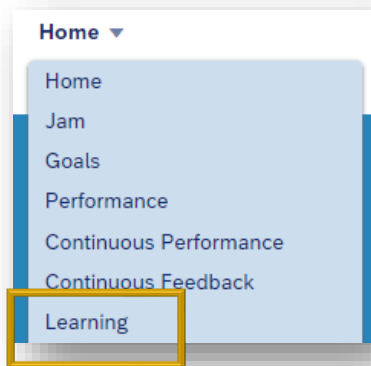 Home
Home
Jam
Goals
Performance
Continuous Performance
Continuous Feedback
Learning